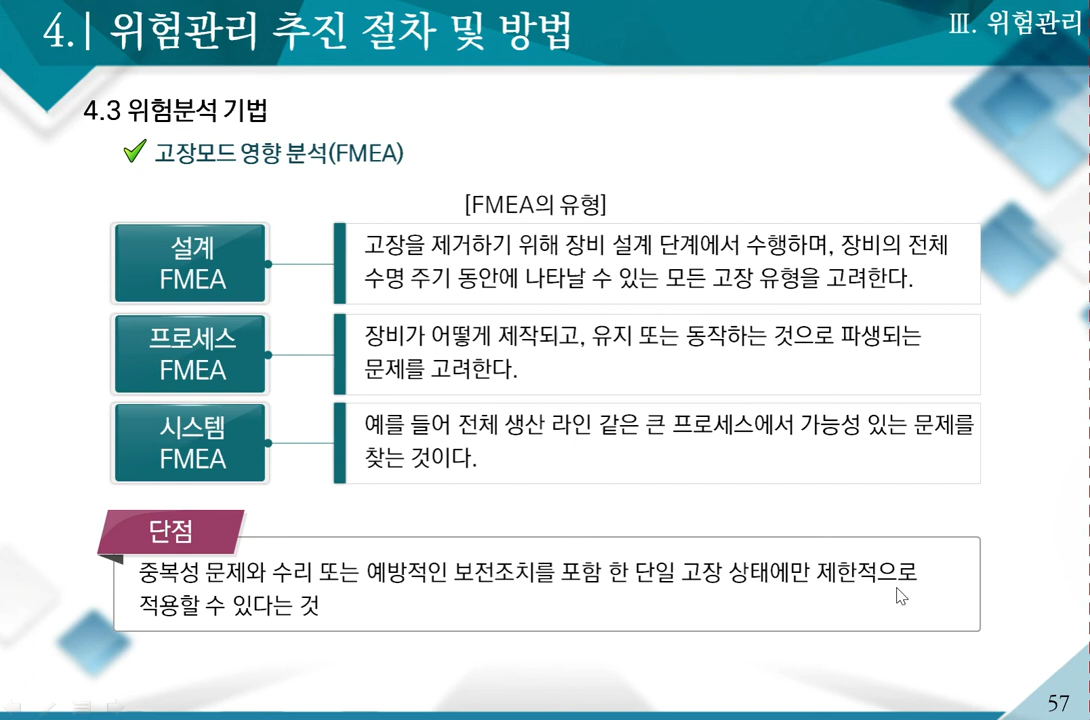 4.| 위험관리 추진 절차 및 방법
Ⅲ. 위험관리
4.3 위험분석 기법
고장모드 영향 분석(FMEA)
[FMEA의 유형]
설계
FMEA
고장을 제거하기 위해 장비 설계 단계에서 수행하며, 장비의 전체
수명 주기 동안에 나타날 수 있는 모든 고장 유형을 고려한다.
프로세스
FMEA
장비가 어떻게 제작되고, 유지 또는 동작하는 것으로 파생되는
문제를 고려한다.
시스템
FMEA
예를 들어 전체 생산 라인 같은 큰 프로세스에서 가능성 있는 문제를
찾는 것이다.
단점
중복성 문제와 수리 또는 예방적인 보전조치를 포함 한 단일 고장 상태에만 제한적으로
적용할 수 있다는 것
57